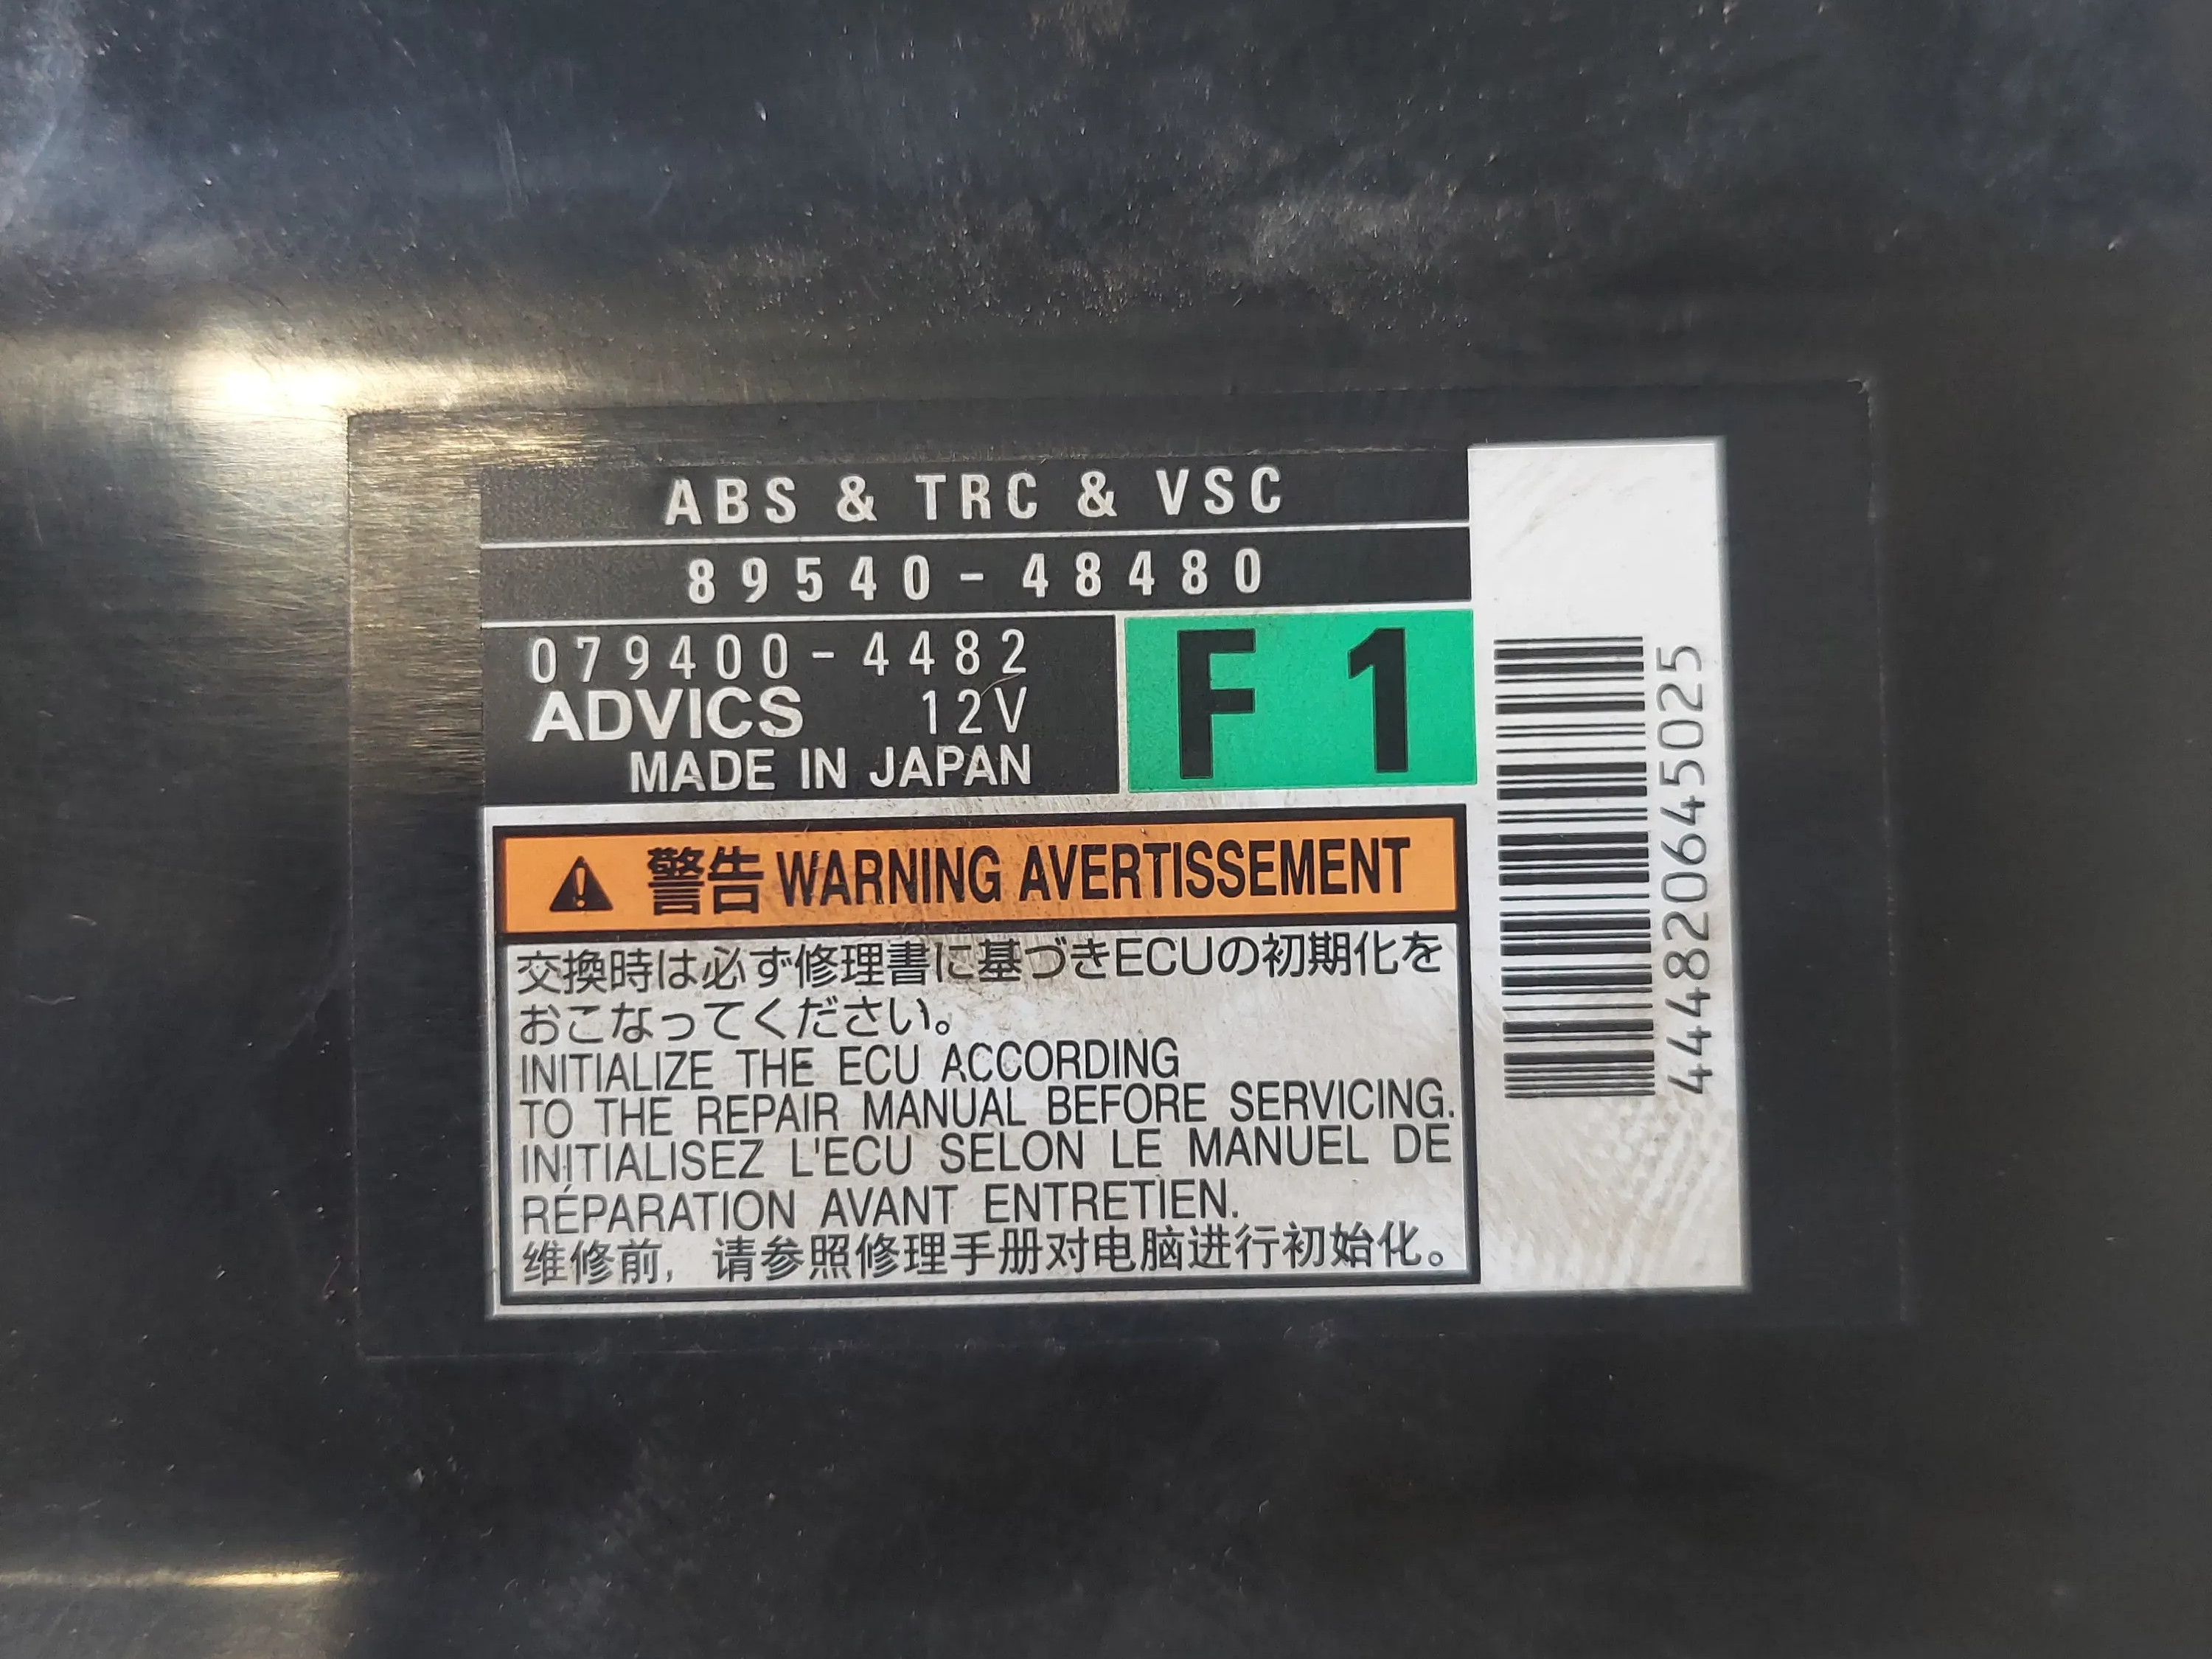 ABS & TRC & VSC
89540-48480
079400-4482
ADVICS 12V
MADE IN JAPAN
F 1
警告 WARNING AVERTISSEMENT
交換時は必ず修理書に基づきECUの初期化を
おこなってください。
INITIALIZE THE ECU ACCORDING
TO THE REPAIR MANUAL BEFORE SERVICING.
INITIALISEZ L'ECU SELON LE MANUEL DE
RÉPARATION AVANT ENTRETIEN.
维修前，请参照修理手册对电脑进行初始化。
44482064​5025